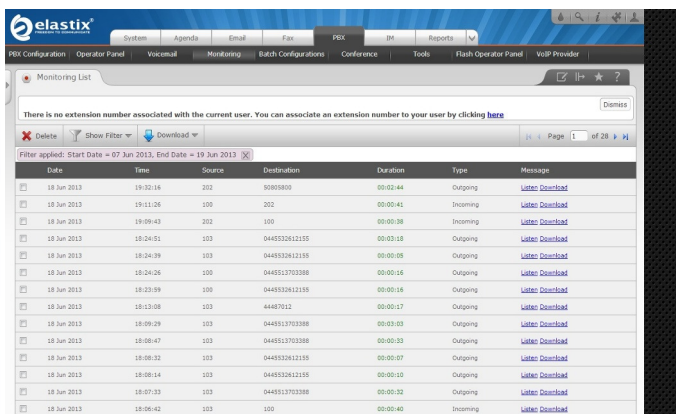 elastix®
FREEDOM TO COMMUNICATE
System Agenda Email Fax PBX IM Reports
PBX Configuration Operator Panel Voicemail Monitoring Batch Configurations Conference Tools Flash Operator Panel VoIP Provider
Monitoring List
Dismiss
There is no extension number associated with the current user. You can associate an extension number to your user by clicking here
Delete Show Filter Download Page 1 of 28
Filter applied: Start Date = 07 Jun 2013, End Date = 19 Jun 2013 X
Date Time Source Destination Duration Type Message
18 Jun 2013 19:32:16 202 50805800 00:02:44 Outgoing Listen Download
18 Jun 2013 19:11:26 100 202 00:00:41 Incoming Listen Download
18 Jun 2013 19:09:43 202 100 00:00:38 Incoming Listen Download
18 Jun 2013 18:24:51 103 0445532612155 00:03:18 Outgoing Listen Download
18 Jun 2013 18:24:39 103 0445532612155 00:00:05 Outgoing Listen Download
18 Jun 2013 18:24:26 100 0445513703388 00:00:16 Outgoing Listen Download
18 Jun 2013 18:23:59 100 0445532612155 00:00:16 Outgoing Listen Download
18 Jun 2013 18:13:08 103 44487012 00:00:17 Outgoing Listen Download
18 Jun 2013 18:09:29 103 0445513703388 00:03:03 Outgoing Listen Download
18 Jun 2013 18:08:47 103 0445513703388 00:00:33 Outgoing Listen Download
18 Jun 2013 18:08:32 103 0445532612155 00:00:07 Outgoing Listen Download
18 Jun 2013 18:08:14 103 0445532612155 00:00:10 Outgoing Listen Download
18 Jun 2013 18:07:33 103 0445513703388 00:00:32 Outgoing Listen Download
18 Jun 2013 18:06:42 103 100 00:00:40 Incoming Listen Download